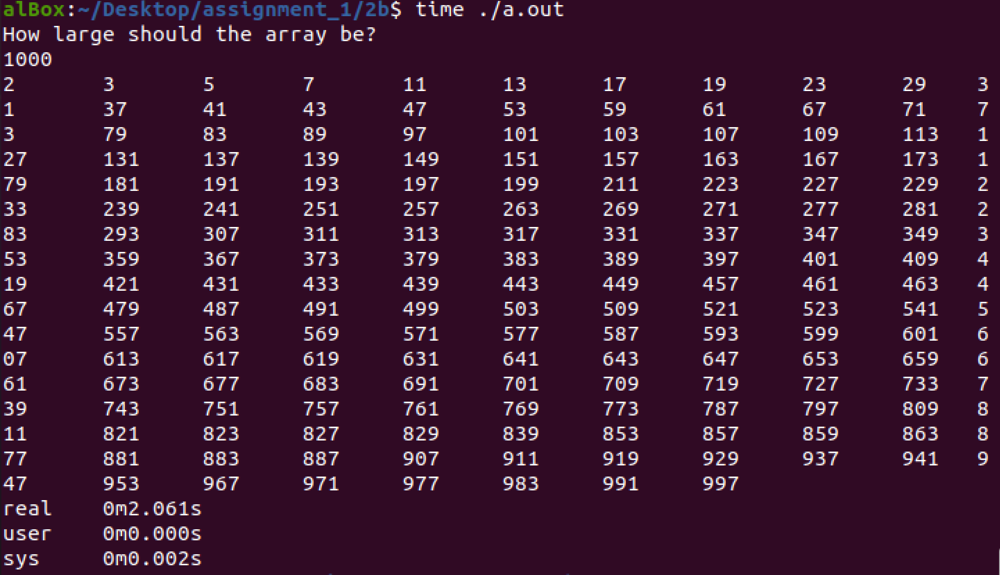 alBox:~/Desktop/assignment_1/2b$ time ./a.out
How large should the array be?
1000
2 3 5 7 11 13 17 19 23 29 3
1 37 41 43 47 53 59 61 67 71 7
3 79 83 89 97 101 103 107 109 113 1
27 131 137 139 149 151 157 163 167 173 1
79 181 191 193 197 199 211 223 227 229 2
33 239 241 251 257 263 269 271 277 281 2
83 293 307 311 313 317 331 337 347 349 3
53 359 367 373 379 383 389 397 401 409 4
19 421 431 433 439 443 449 457 461 463 4
67 479 487 491 499 503 509 521 523 541 5
47 557 563 569 571 577 587 593 599 601 6
07 613 617 619 631 641 643 647 653 659 6
61 673 677 683 691 701 709 719 727 733 7
39 743 751 757 761 769 773 787 797 809 8
11 821 823 827 829 839 853 857 859 863 8
77 881 883 887 907 911 919 929 937 941 9
47 953 967 971 977 983 991 997
real 0m2.061s
user 0m0.000s
sys 0m0.002s